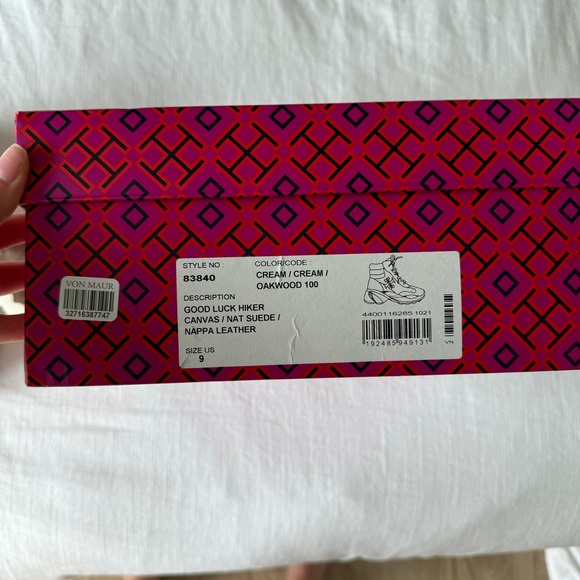 VON MAUR
32716387747
STYLE NO :
83840
COLOR/CODE :
CREAM / CREAM /
OAKWOOD 100
DESCRIPTION
GOOD LUCK HIKER
CANVAS / NAT SUEDE /
NAPPA LEATHER
SIZE US
9
4400116285 1021
192485949131
VN